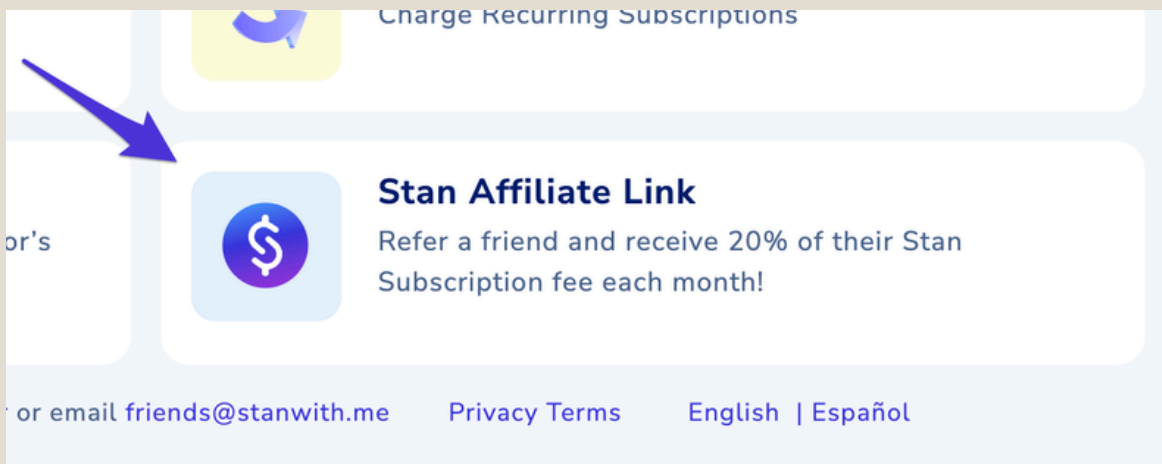 Charge Recurring Subscriptions
Stan Affiliate Link
Refer a friend and receive 20% of their Stan
or's
Subscription fee each month!
or email friends@stanwith.me Privacy Terms English | Español